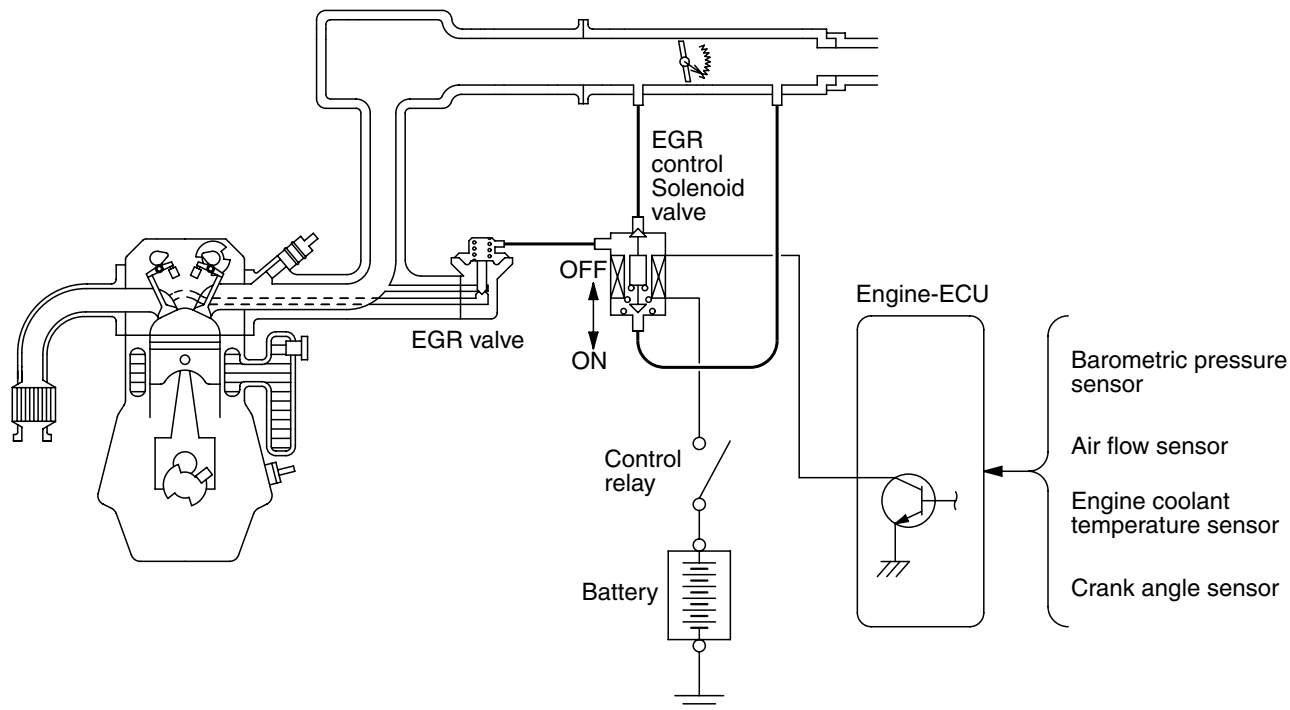 EGR
control
Solenoid
valve
OFF
ON
EGR valve
Engine-ECU
Barometric pressure
sensor
Air flow sensor
Engine coolant
temperature sensor
Crank angle sensor
Control
relay
Battery